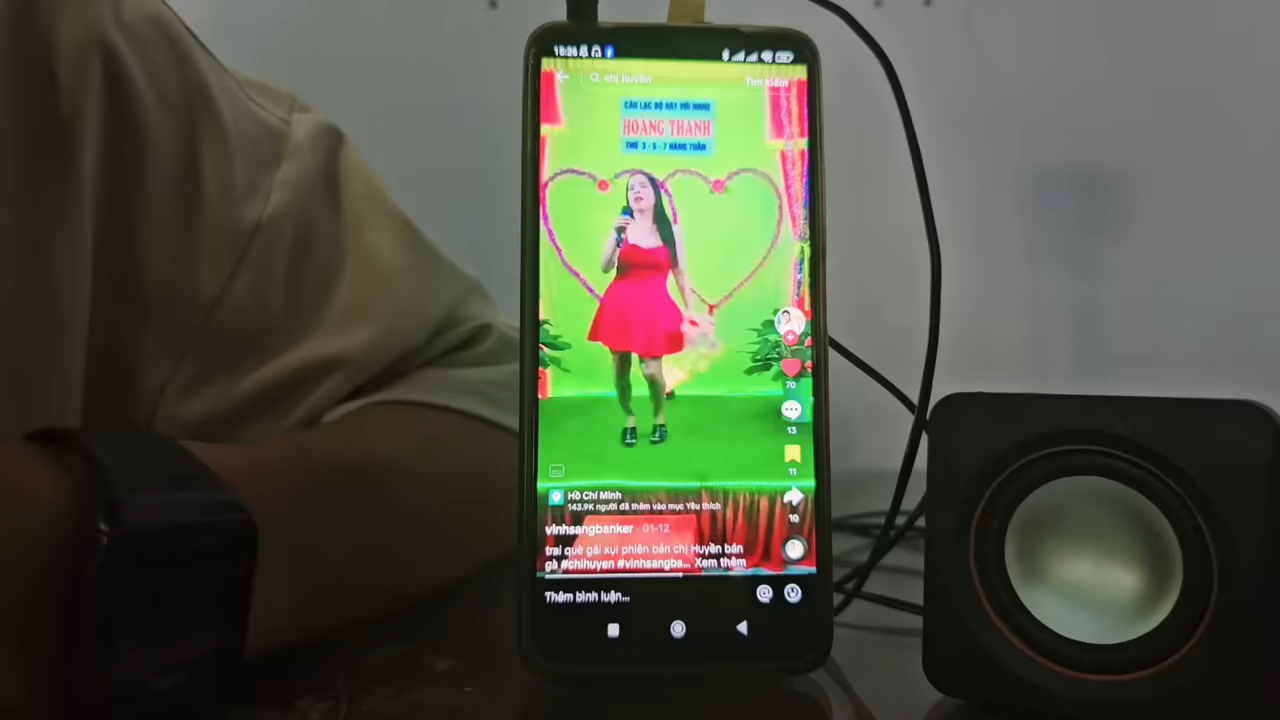 18:26
chị huyền
Tìm kiếm
CÂU LẠC BỘ HÁT VỚI NHAU
HOÀNG THANH
THỨ 3 - 5 - 7 HÀNG TUẦN
70
13
11
10
Hồ Chí Minh
143.9K người đã thêm vào mục Yêu thích
vinhsangbanker · 01-12
trai quê gái xụi phiên bản chị Huyền bán
gà #chihuyen #vinhsangba... Xem thêm
Thêm bình luận...